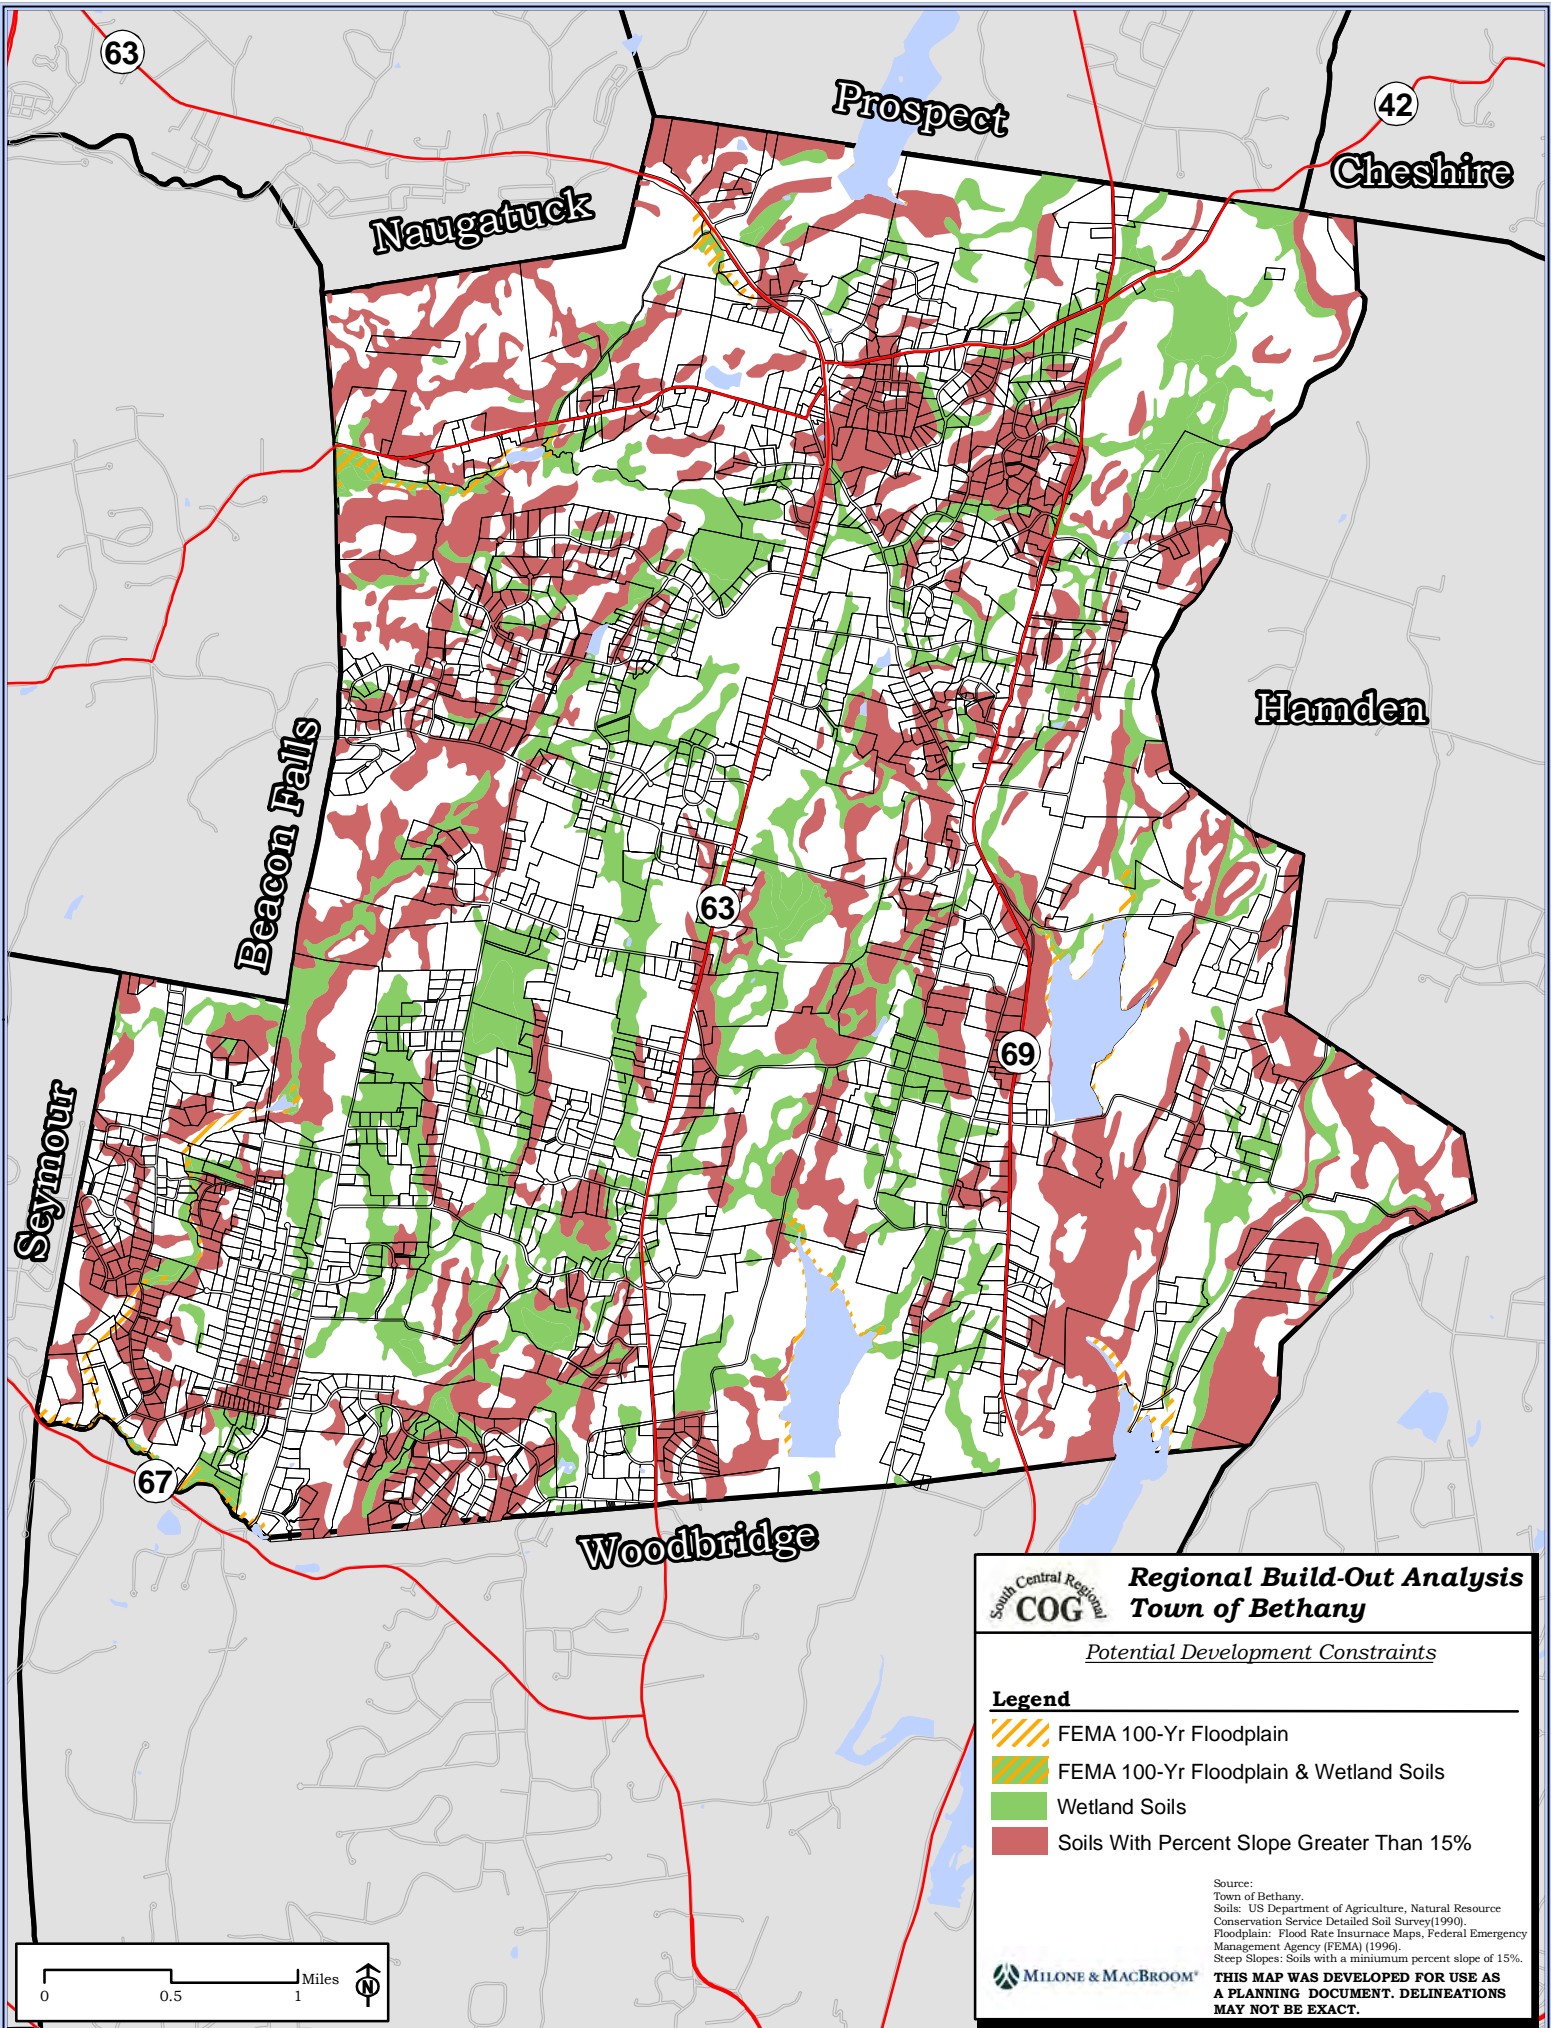 63
Prospect
42
Cheshire
Naugatuck
Hamden
Beacon Falls
63
69
Seymour
67
Woodbridge
South Central Regional
COG
Regional Build-Out Analysis
Town of Bethany
Potential Development Constraints
Legend
FEMA 100-Yr Floodplain
FEMA 100-Yr Floodplain & Wetland Soils
Wetland Soils
Soils With Percent Slope Greater Than 15%
Source:
Town of Bethany.
Soils: US Department of Agriculture, Natural Resource
Conservation Service Detailed Soil Survey(1990).
Floodplain: Flood Rate Insurnace Maps, Federal Emergency
Management Agency (FEMA) (1996).
Steep Slopes: Soils with a miniumum percent slope of 15%.
MILONE & MACBROOM®
THIS MAP WAS DEVELOPED FOR USE AS
A PLANNING DOCUMENT. DELINEATIONS
MAY NOT BE EXACT.
Miles
0 0.5 1
N